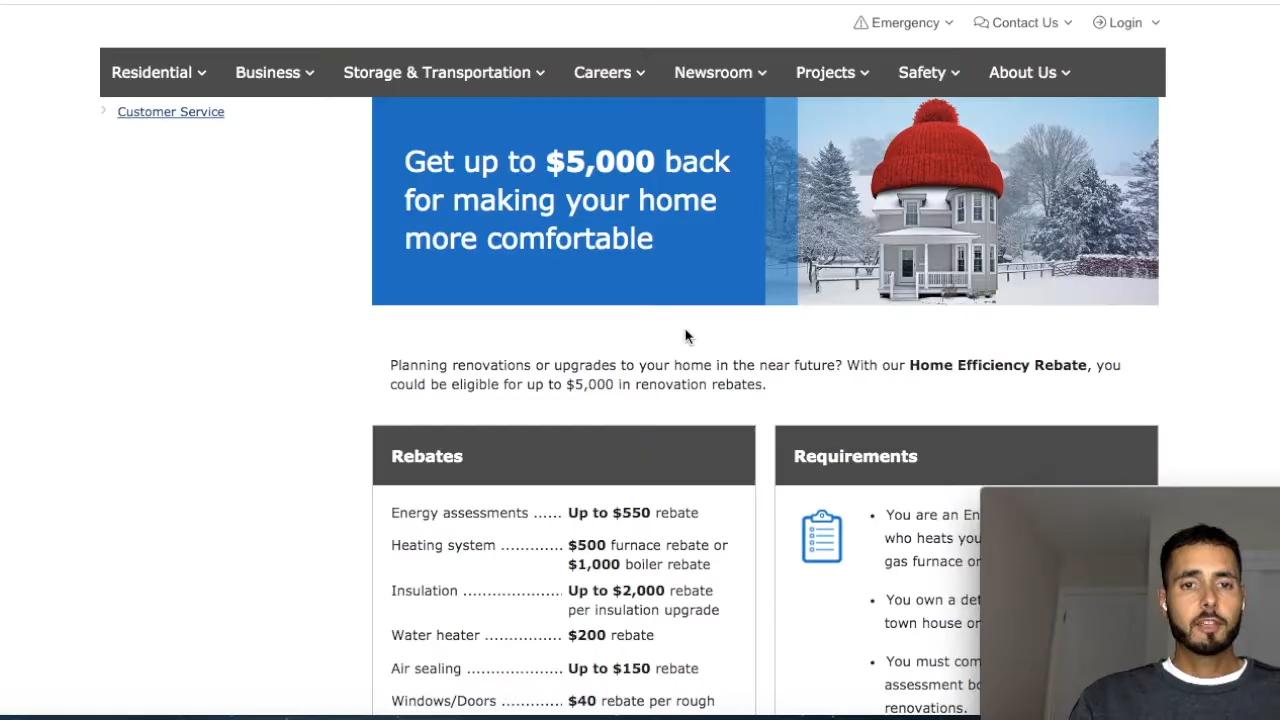 Emergency
Contact Us
Login
Residential
Business
Storage & Transportation
Careers
Newsroom
Projects
Safety
About Us
Customer Service
Get up to $5,000 back
for making your home
more comfortable
Planning renovations or upgrades to your home in the near future? With our Home Efficiency Rebate, you
could be eligible for up to $5,000 in renovation rebates.
Rebates
Energy assessments ...... Up to $550 rebate
Heating system ............. $500 furnace rebate or
$1,000 boiler rebate
Insulation ..................... Up to $2,000 rebate
per insulation upgrade
Water heater ................ $200 rebate
Air sealing .................... Up to $150 rebate
Windows/Doors .............. $40 rebate per rough
Requirements
• You are an En
who heats you
gas furnace or
• You own a det
town house or
• You must com
assessment bo
renovations.